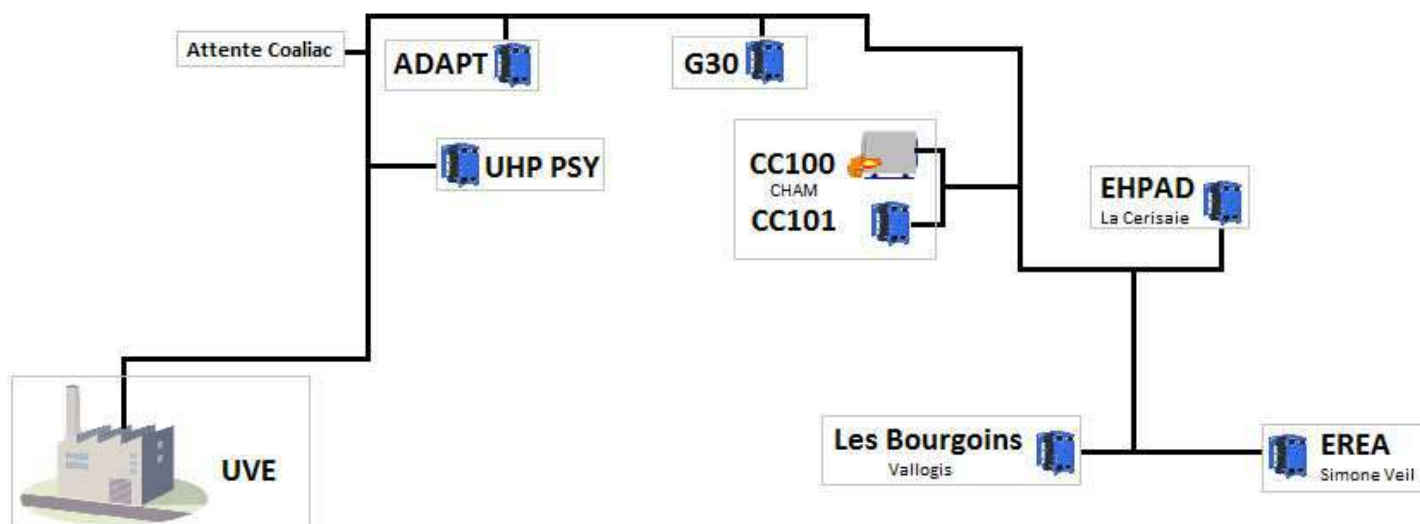 Attente Coaliac
ADAPT
G30
UHP PSY
CC100
CHAM
CC101
EHPAD
La Cerisaie
Les Bourgoins
Vallogis
EREA
Simone Veil
UVE